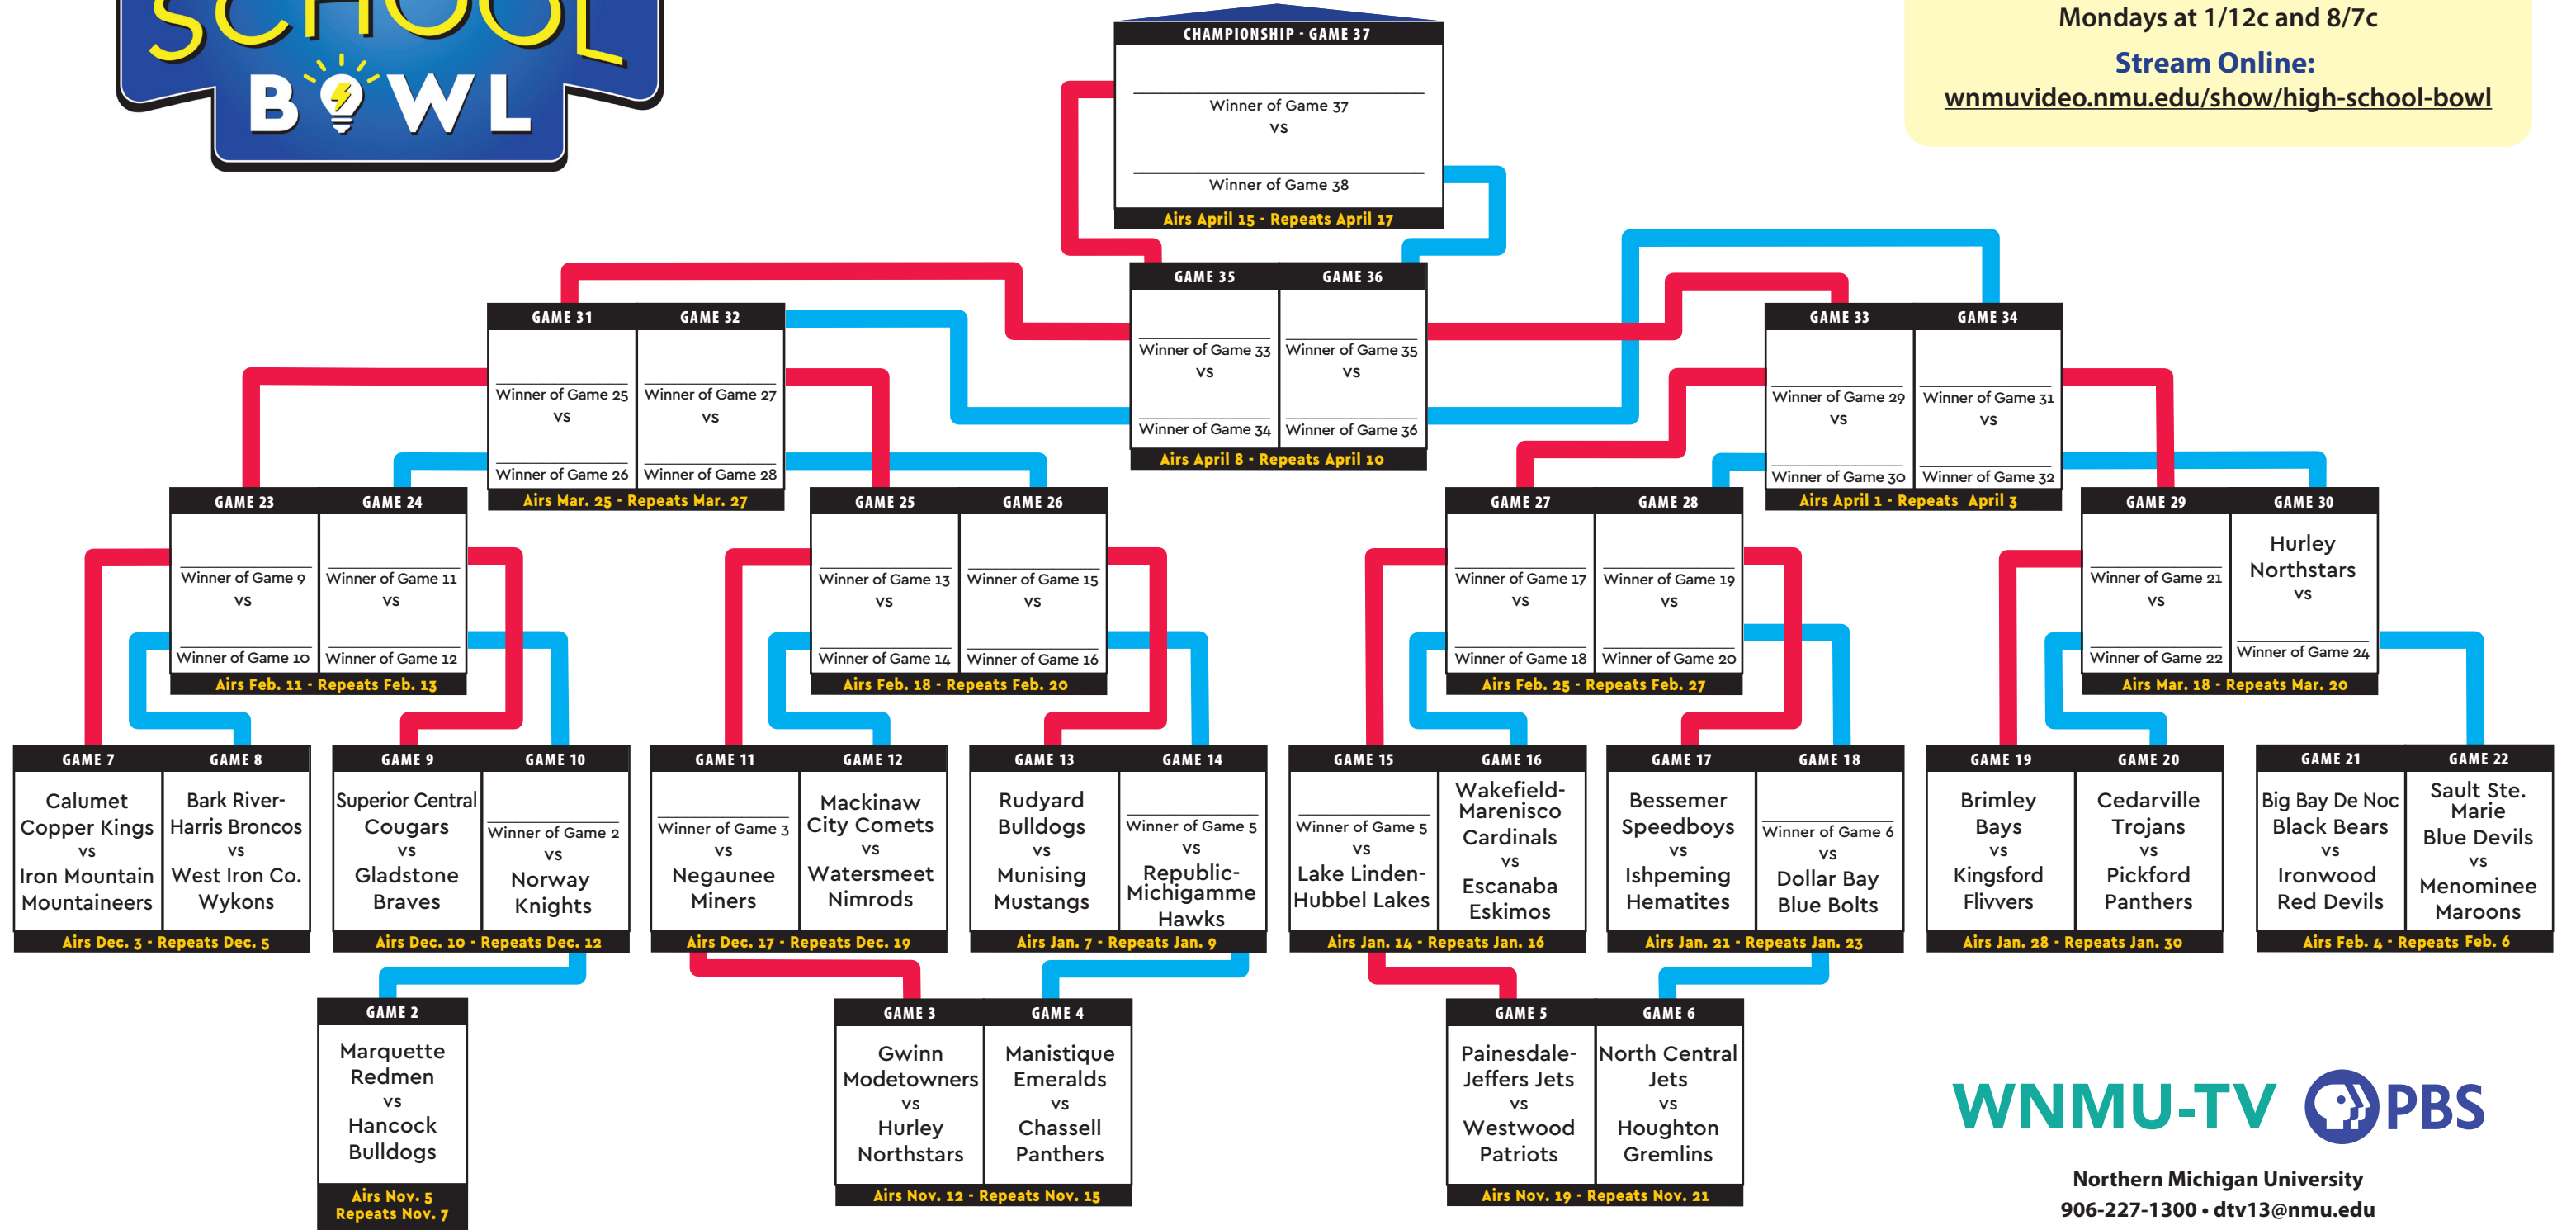 SCHOOL
BOWL
Mondays at 1/12c and 8/7c
Stream Online:
wnmuvideo.nmu.edu/show/high-school-bowl
CHAMPIONSHIP - GAME 37
Winner of Game 37
vs
Winner of Game 38
Airs April 15 - Repeats April 17
GAME 35
Winner of Game 33
vs
Winner of Game 34
GAME 36
Winner of Game 35
vs
Winner of Game 36
Airs April 8 - Repeats April 10
GAME 31
Winner of Game 25
vs
Winner of Game 26
GAME 32
Winner of Game 27
vs
Winner of Game 28
Airs Mar. 25 - Repeats Mar. 27
GAME 33
Winner of Game 29
vs
Winner of Game 30
GAME 34
Winner of Game 31
vs
Winner of Game 32
Airs April 1 - Repeats April 3
GAME 23
Winner of Game 9
vs
Winner of Game 10
GAME 24
Winner of Game 11
vs
Winner of Game 12
Airs Feb. 11 - Repeats Feb. 13
GAME 25
Winner of Game 13
vs
Winner of Game 14
GAME 26
Winner of Game 15
vs
Winner of Game 16
Airs Feb. 18 - Repeats Feb. 20
GAME 27
Winner of Game 17
vs
Winner of Game 18
GAME 28
Winner of Game 19
vs
Winner of Game 20
Airs Feb. 25 - Repeats Feb. 27
GAME 29
Winner of Game 21
vs
Winner of Game 22
GAME 30
Hurley
Northstars
vs
Winner of Game 24
Airs Mar. 18 - Repeats Mar. 20
GAME 7
Calumet
Copper Kings
vs
Iron Mountain
Mountaineers
GAME 8
Bark River-
Harris Broncos
vs
West Iron Co.
Wykons
Airs Dec. 3 - Repeats Dec. 5
GAME 9
Superior Central
Cougars
vs
Gladstone
Braves
GAME 10
Winner of Game 2
vs
Norway
Knights
Airs Dec. 10 - Repeats Dec. 12
GAME 11
Winner of Game 3
vs
Negaunee
Miners
GAME 12
Mackinaw
City Comets
vs
Watersmeet
Nimrods
Airs Dec. 17 - Repeats Dec. 19
GAME 13
Rudyard
Bulldogs
vs
Munising
Mustangs
GAME 14
Winner of Game 5
vs
Republic-
Michigamme
Hawks
Airs Jan. 7 - Repeats Jan. 9
GAME 15
Winner of Game 5
vs
Lake Linden-
Hubbel Lakes
GAME 16
Wakefield-
Marenisco
Cardinals
vs
Escanaba
Eskimos
Airs Jan. 14 - Repeats Jan. 16
GAME 17
Bessemer
Speedboys
vs
Ishpeming
Hematites
GAME 18
Winner of Game 6
vs
Dollar Bay
Blue Bolts
Airs Jan. 21 - Repeats Jan. 23
GAME 19
Brimley
Bays
vs
Kingsford
Flivvers
GAME 20
Cedarville
Trojans
vs
Pickford
Panthers
Airs Jan. 28 - Repeats Jan. 30
GAME 21
Big Bay De Noc
Black Bears
vs
Ironwood
Red Devils
GAME 22
Sault Ste.
Marie
Blue Devils
vs
Menominee
Maroons
Airs Feb. 4 - Repeats Feb. 6
GAME 2
Marquette
Redmen
vs
Hancock
Bulldogs
Airs Nov. 5
Repeats Nov. 7
GAME 3
Gwinn
Modetowners
vs
Hurley
Northstars
GAME 4
Manistique
Emeralds
vs
Chassell
Panthers
Airs Nov. 12 - Repeats Nov. 15
GAME 5
Painesdale-
Jeffers Jets
vs
Westwood
Patriots
GAME 6
North Central
Jets
vs
Houghton
Gremlins
Airs Nov. 19 - Repeats Nov. 21
WNMU-TV PBS
Northern Michigan University
906-227-1300 • dtv13@nmu.edu